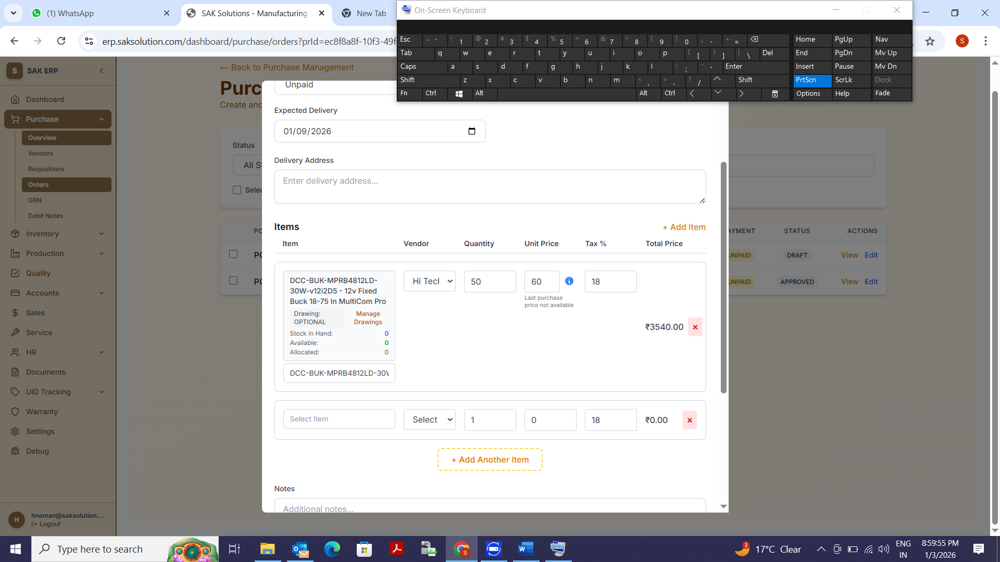 (1) WhatsApp
SAK Solutions - Manufacturing
New Tab
On-Screen Keyboard
erp.saksolution.com/dashboard/purchase/orders?prId=ec8f8a8f-10f3-49f
S
Esc ~ ` ! 1 @ 2 # 3 $ 4 % 5 ^ 6 & 7 * 8 ( 9 ) 0 _ - + = Home PgUp Nav
Tab q w e r t y u i o p { [ } ] | \ Del End PgDn Mv Up
Caps a s d f g h j k l : ; " ' Enter Insert Pause Mv Dn
Shift z x c v b n m < , > . ? / Shift PrtScn ScrLk Dock
Fn Ctrl Alt Alt Ctrl Options Help Fade
S SAK ERP
Dashboard
Purchase
Overview
Vendors
Requisitions
Orders
GRN
Debit Notes
Inventory
Production
Quality
Accounts
Sales
Service
HR
Documents
UID Tracking
Warranty
Settings
Debug
H hnoman@saksolution....
Logout
← Back to Purchase Management
Purc
Create and
Status
All St
Selec
PO
PO
PO
AYMENT STATUS ACTIONS
UNPAID DRAFT View Edit
UNPAID APPROVED View Edit
Unpaid
Expected Delivery
01/09/2026
Delivery Address
Enter delivery address...
Items + Add Item
Item Vendor Quantity Unit Price Tax % Total Price
DCC-BUK-MPRB4812LD-
30W-v12i2D5 - 12v Fixed
Buck 18-75 In MultiCom Pro
Drawing:
OPTIONAL
Manage
Drawings
Stock in Hand: 0
Available: 0
Allocated: 0
DCC-BUK-MPRB4812LD-30W
Hi Tecl 50 60 18
Last purchase
price not available
₹3540.00 ×
Select Item Select 1 0 18 ₹0.00 ×
+ Add Another Item
Notes
Additional notes...
Type here to search
3 17°C Clear
ENG
IN
8:59:55 PM
1/3/2026